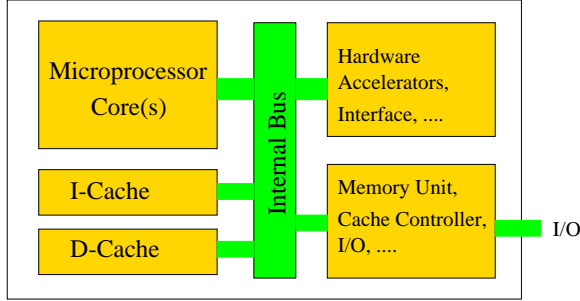 Microprocessor
Core(s)
I-Cache
D-Cache
Internal Bus
Hardware
Accelerators,
Interface, ....
Memory Unit,
Cache Controller,
I/O, ....
I/O